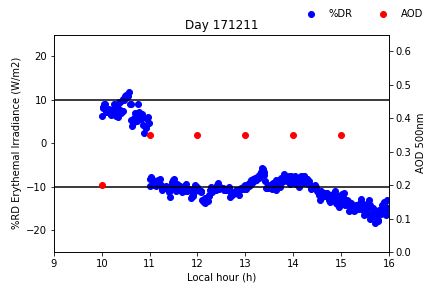 %DR AOD
Day 171211
%RD Erythemal Irradiance (W/m2)
20
10
0
−10
−20
9 10 11 12 13 14 15 16
Local hour (h)
0.6
0.5
0.4
0.3
0.2
0.1
0.0
AOD 500nm